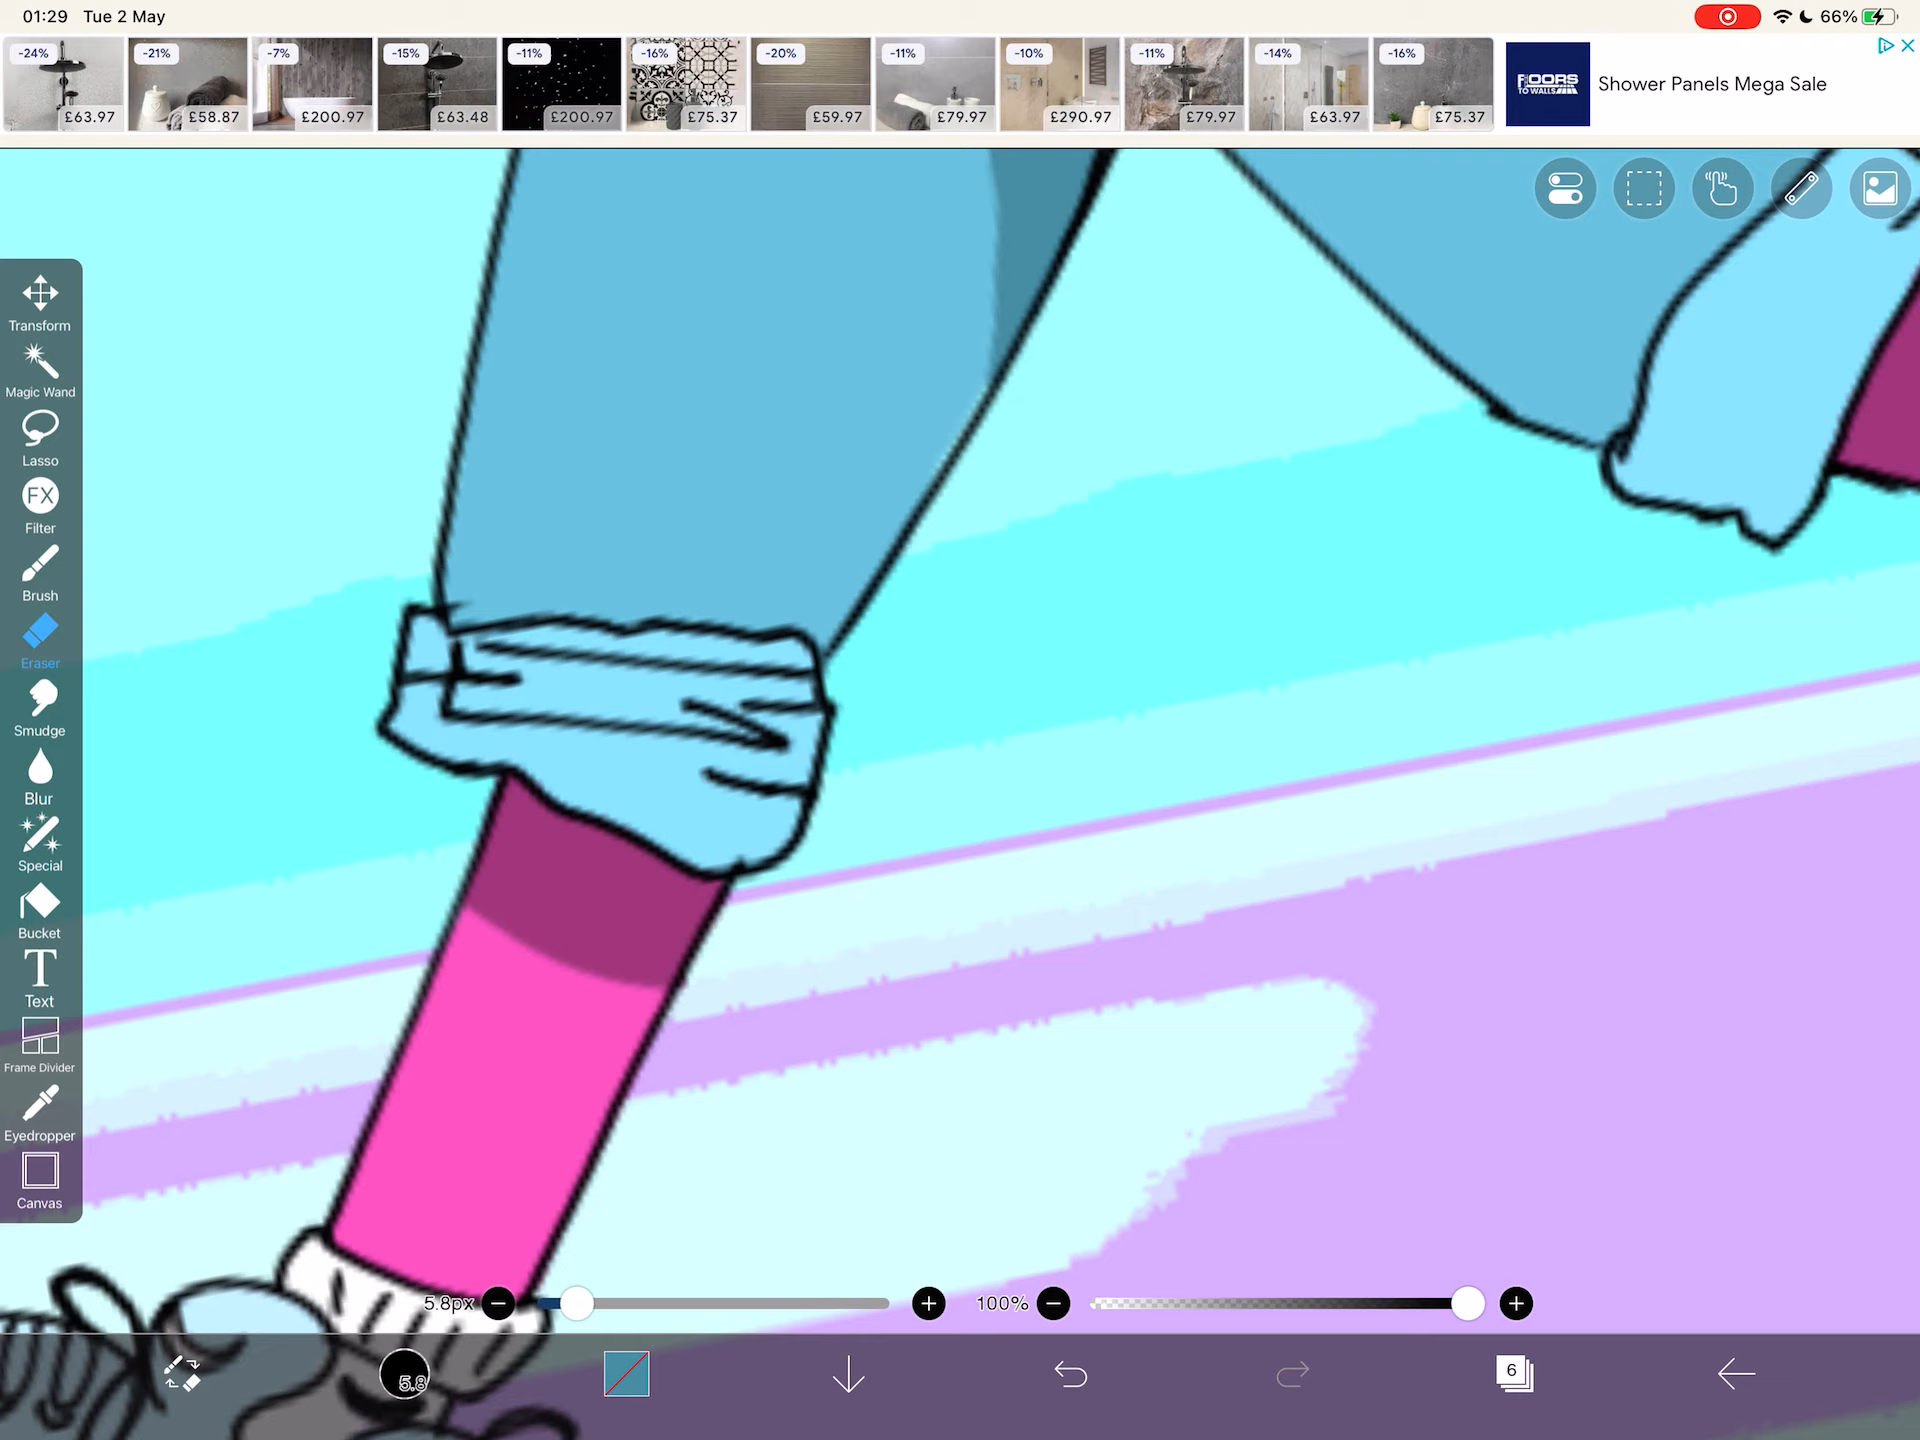 01:29 Tue 2 May
66%
-24% -21% -7% -15% -11% -16% -20% -11% -10% -11% -14% -16%
£63.97 £58.87 £200.97 £63.48 £200.97 £75.37 £59.97 £79.97 £290.97 £79.97 £63.97 £75.37
FLOORS
TO WALLS
Shower Panels Mega Sale
Transform
Magic Wand
Lasso
FX
Filter
Brush
Eraser
Smudge
Blur
Special
Bucket
T
Text
Frame Divider
Eyedropper
Canvas
5.8px
100%
5.8
6